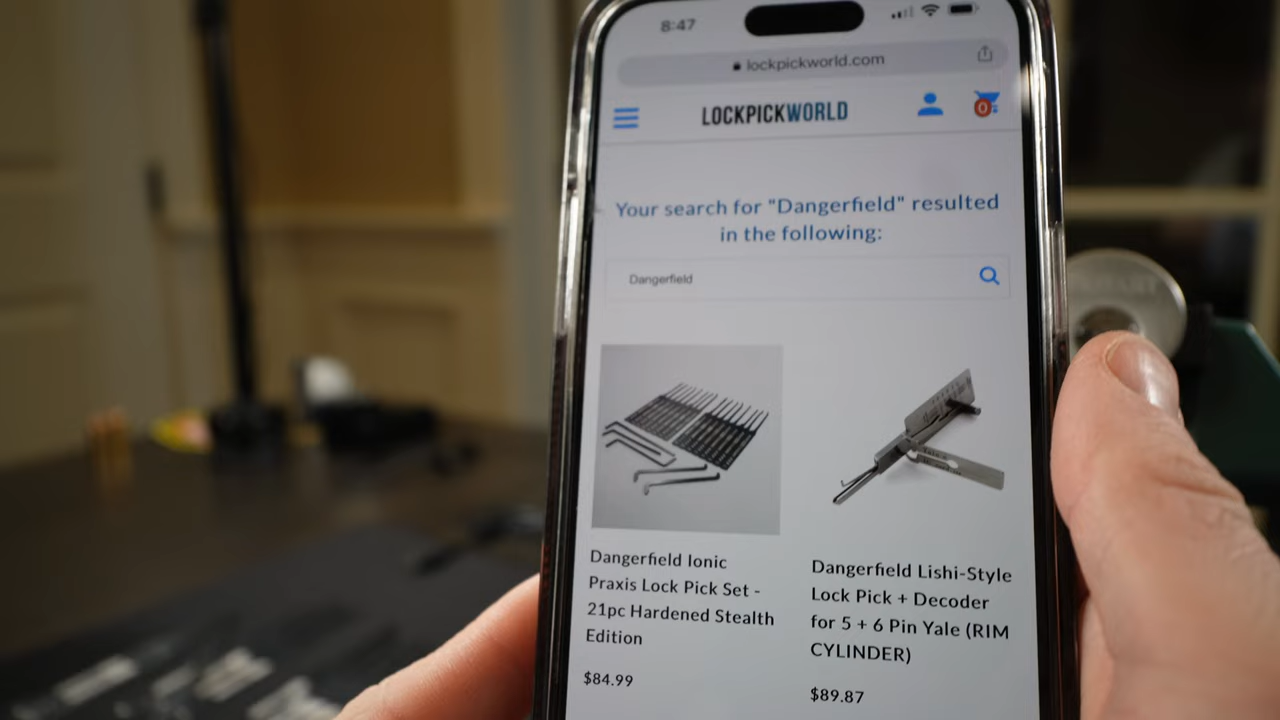 8:47
lockpickworld.com
LOCKPICKWORLD
0
Your search for "Dangerfield" resulted
in the following:
Dangerfield
Dangerfield Ionic
Praxis Lock Pick Set -
21pc Hardened Stealth
Edition
$84.99
Dangerfield Lishi-Style
Lock Pick + Decoder
for 5 + 6 Pin Yale (RIM
CYLINDER)
$89.87